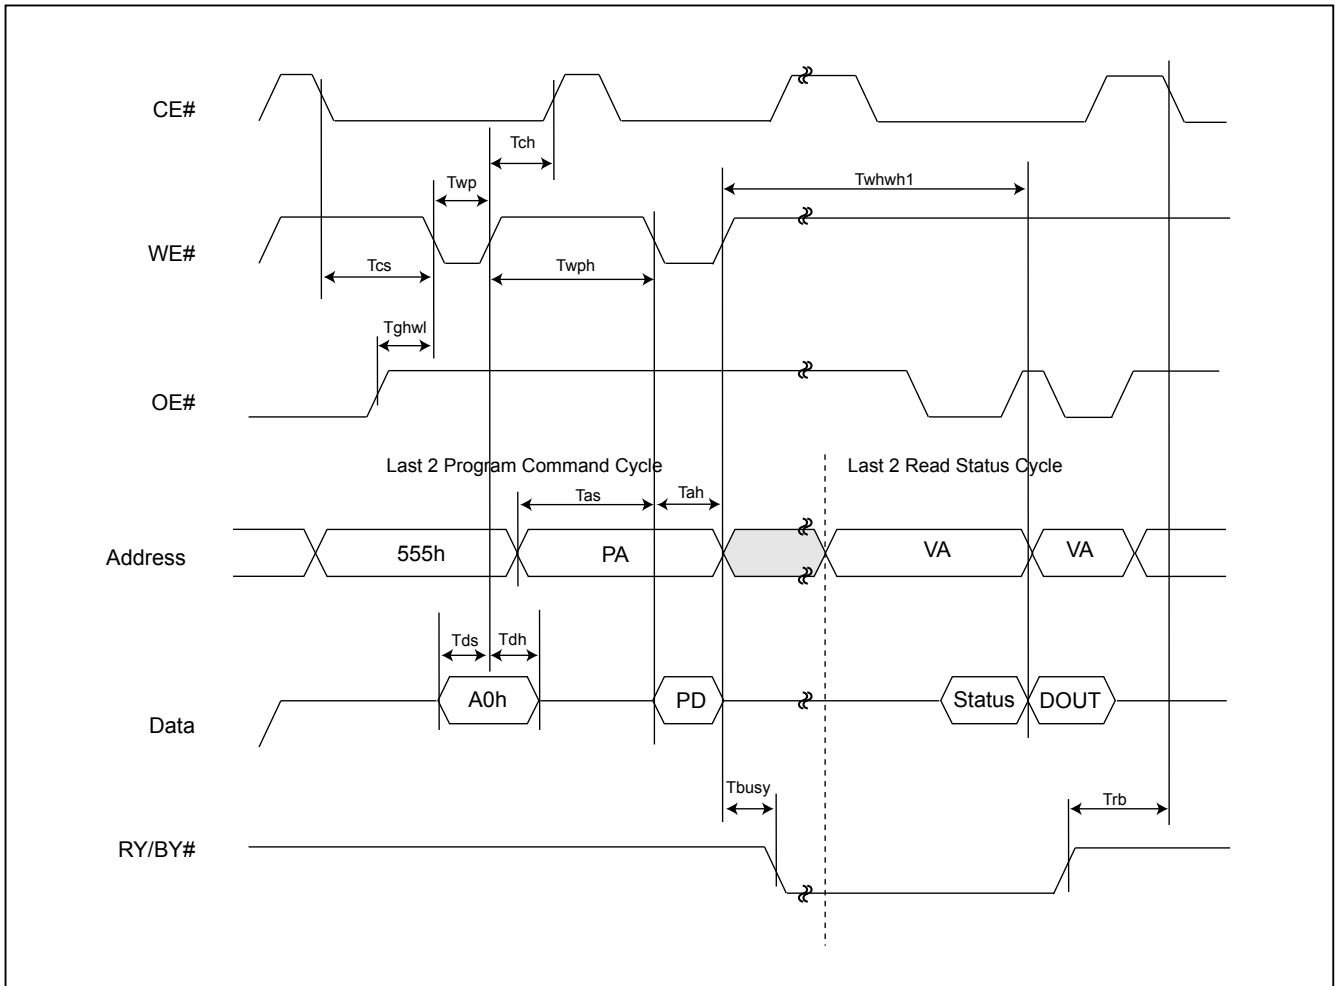 CE#
Tch
Twp
Twhwh1
WE#
Tcs
Twph
Tghwl
OE#
Last 2 Program Command Cycle
Last 2 Read Status Cycle
Tas
Tah
Address
555h
PA
VA
VA
Tds
Tdh
A0h
PD
Status
DOUT
Data
Tbusy
Trb
RY/BY#